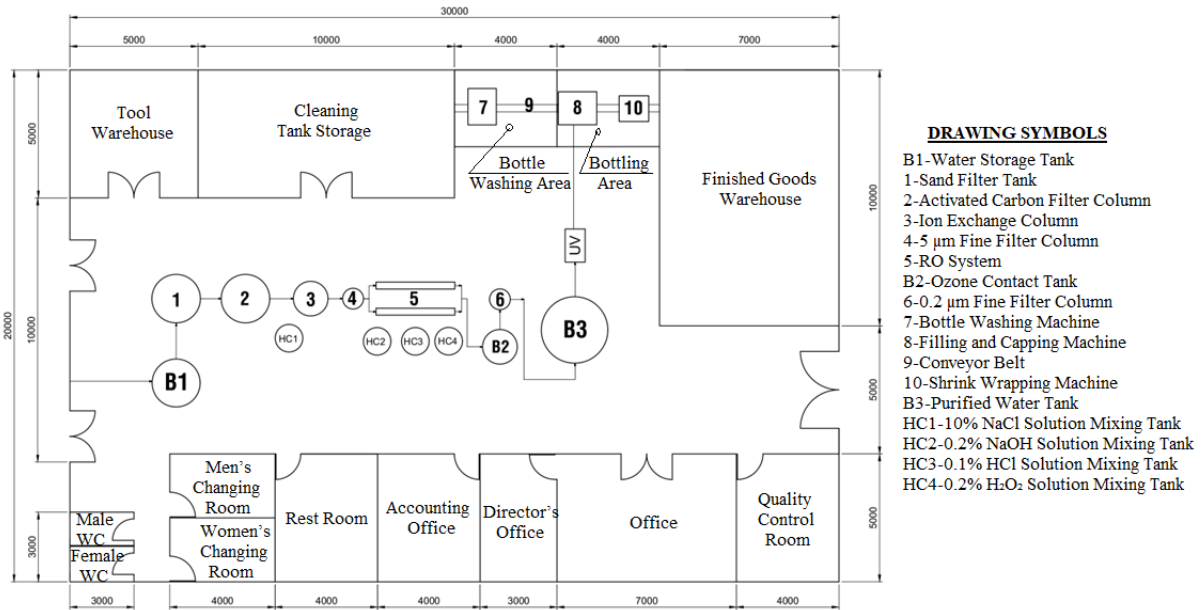 30000
5000
10000
4000
4000
7000
Tool
Warehouse
Cleaning
Tank Storage
7
9
8
10
Bottle
Washing Area
Bottling
Area
Finished Goods
Warehouse
20000
5000
10000
3000
10000
5000
5000
UV
1
2
3
4
5
6
B3
HC1
HC2
HC3
HC4
B2
B1
Men's
Changing
Room
Women's
Changing
Room
Male
WC
Female
WC
Rest Room
Accounting
Office
Director's
Office
Office
Quality
Control
Room
3000
4000
4000
4000
3000
7000
4000
DRAWING SYMBOLS
B1-Water Storage Tank
1-Sand Filter Tank
2-Activated Carbon Filter Column
3-Ion Exchange Column
4-5 µm Fine Filter Column
5-RO System
B2-Ozone Contact Tank
6-0.2 µm Fine Filter Column
7-Bottle Washing Machine
8-Filling and Capping Machine
9-Conveyor Belt
10-Shrink Wrapping Machine
B3-Purified Water Tank
HC1-10% NaCl Solution Mixing Tank
HC2-0.2% NaOH Solution Mixing Tank
HC3-0.1% HCl Solution Mixing Tank
HC4-0.2% H₂O₂ Solution Mixing Tank